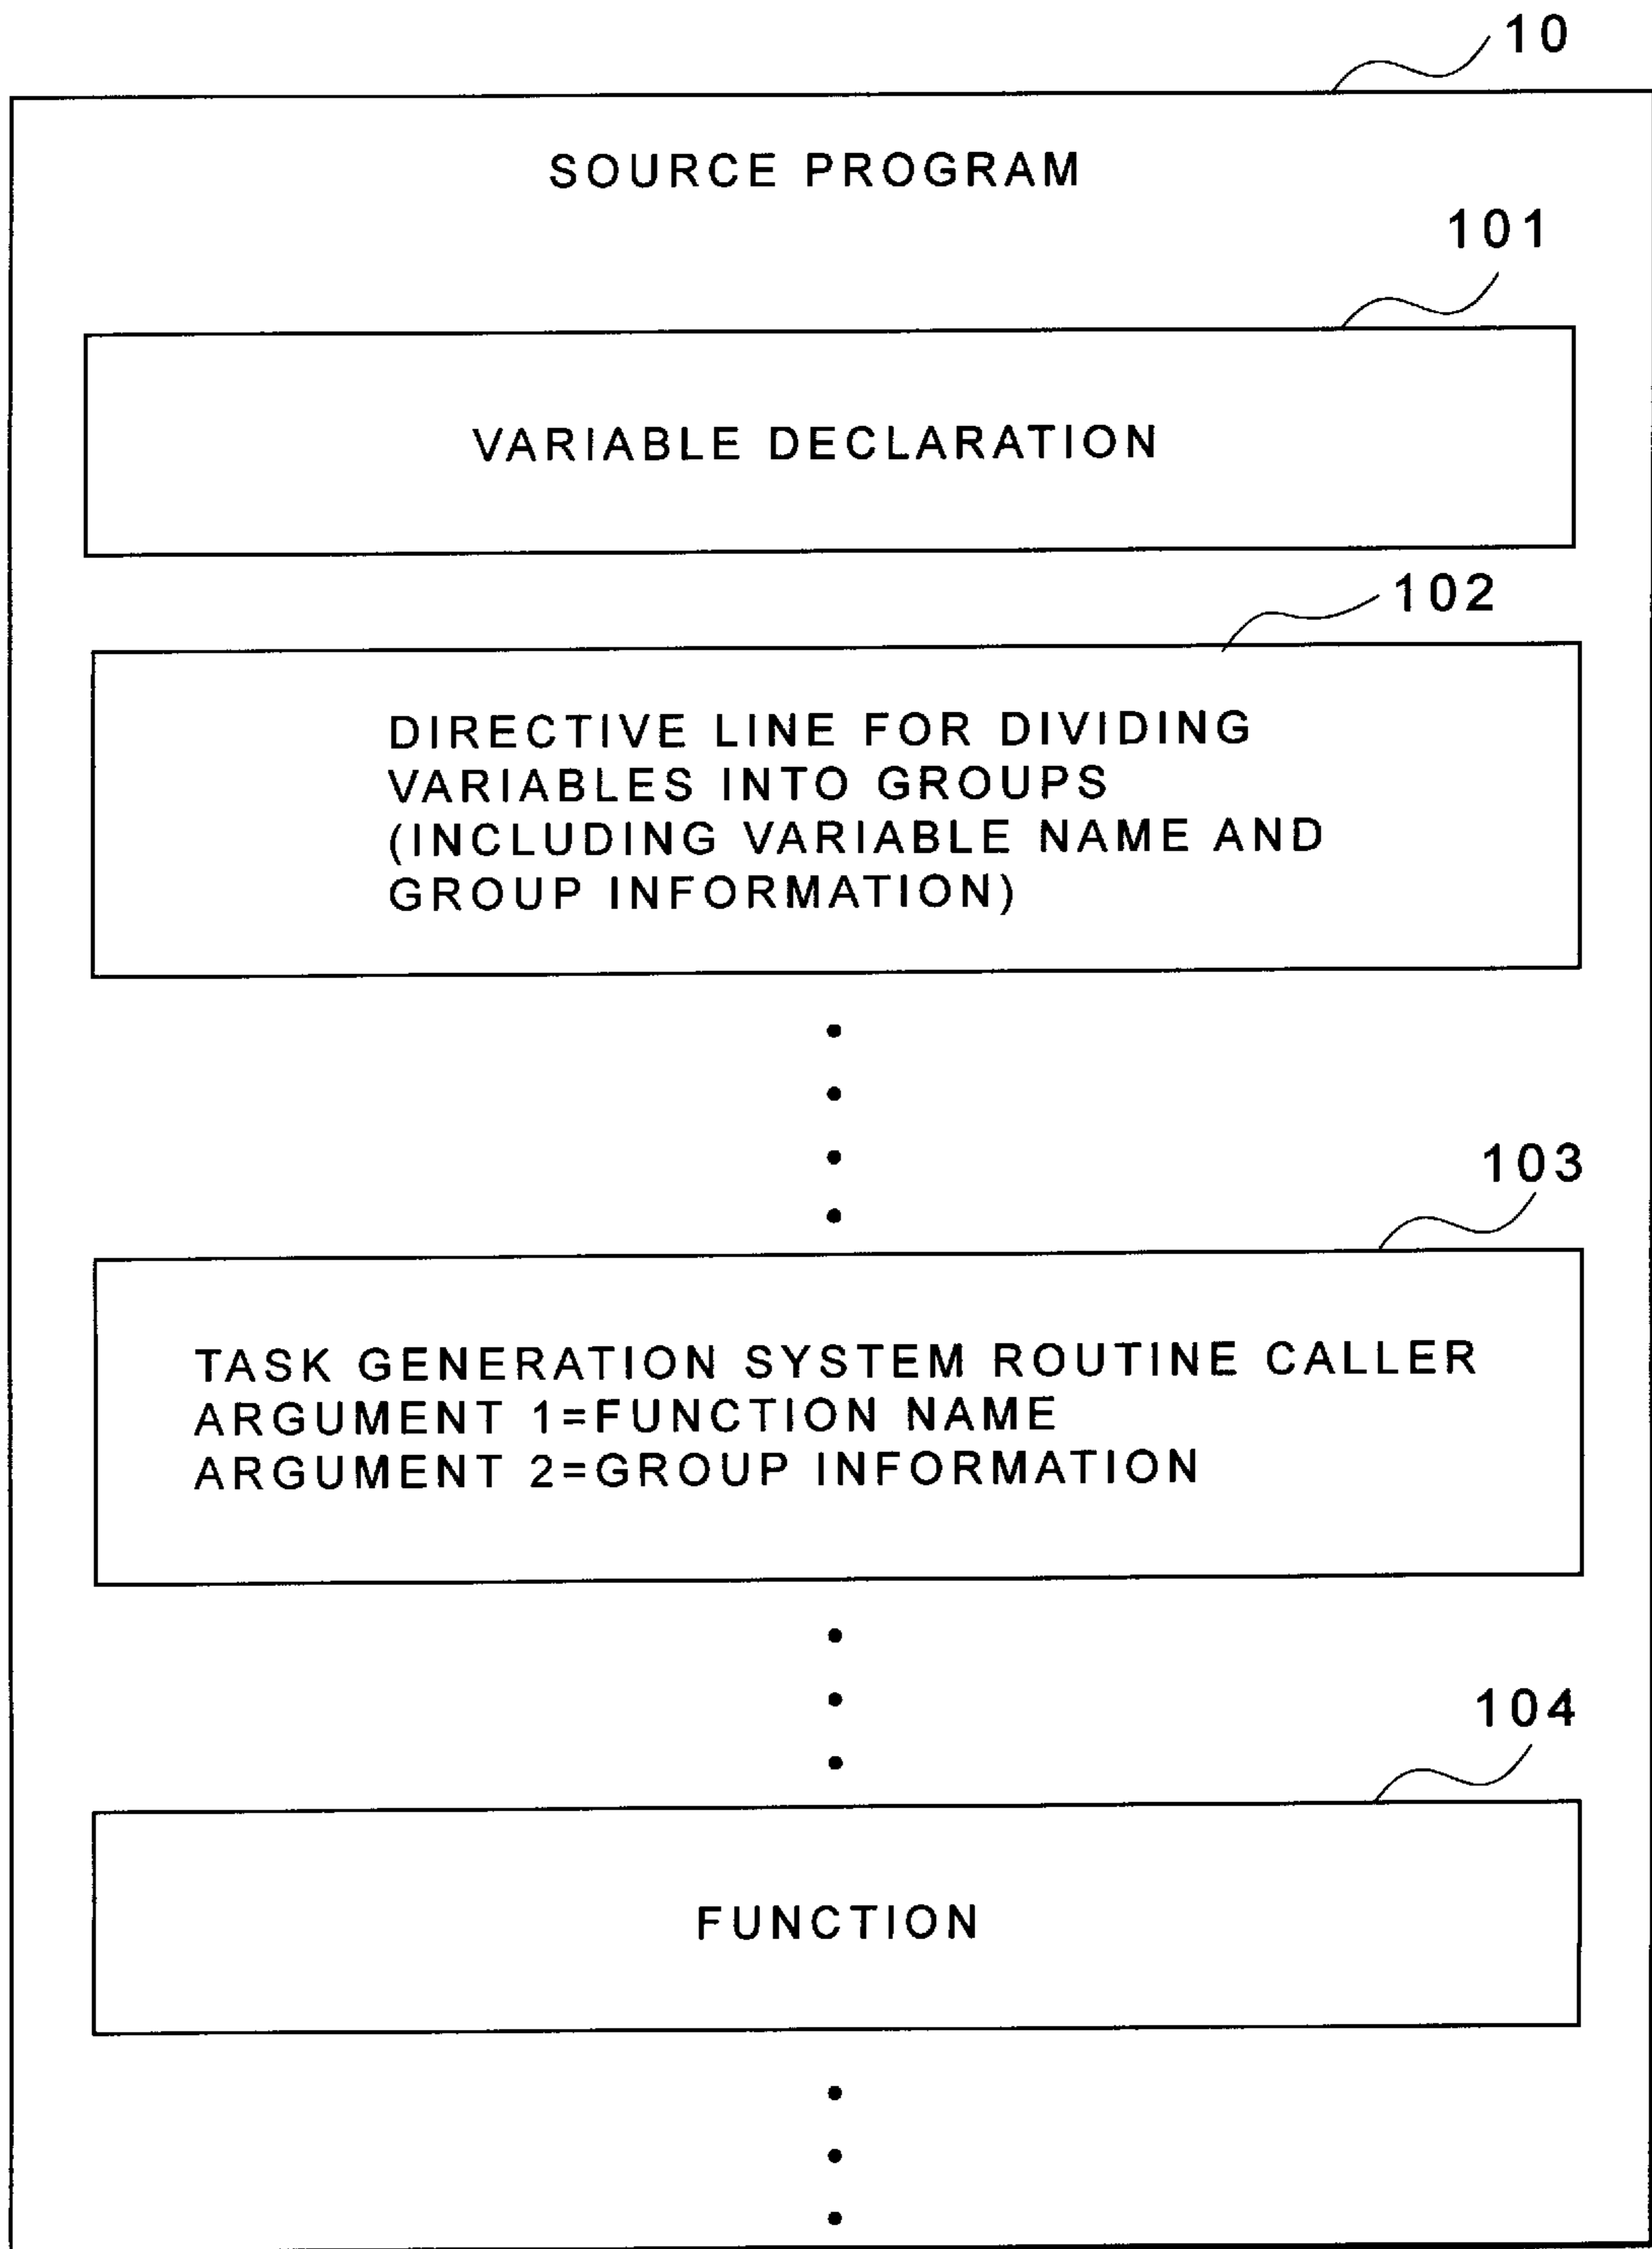 10
SOURCE PROGRAM
101
VARIABLE DECLARATION
102
DIRECTIVE LINE FOR DIVIDING
VARIABLES INTO GROUPS
(INCLUDING VARIABLE NAME AND
GROUP INFORMATION)
103
TASK GENERATION SYSTEM ROUTINE CALLER
ARGUMENT 1=FUNCTION NAME
ARGUMENT 2=GROUP INFORMATION
104
FUNCTION